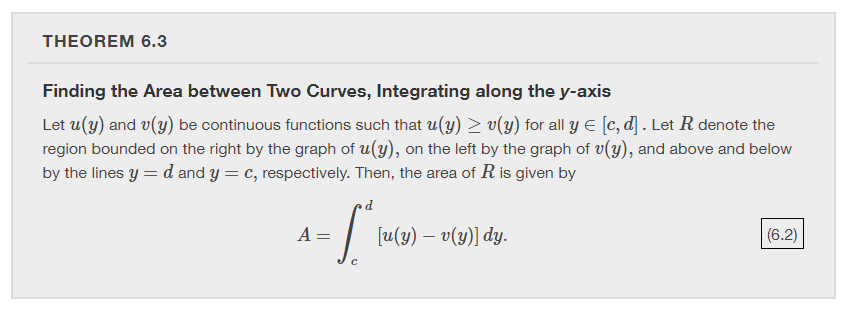 THEOREM 6.3
Finding the Area between Two Curves, Integrating along the y-axis
Let u(y) and v(y) be continuous functions such that u(y) ≥ v(y) for all y ∈ [c, d]. Let R denote the
region bounded on the right by the graph of u(y), on the left by the graph of v(y), and above and below
by the lines y = d and y = c, respectively. Then, the area of R is given by
A = ∫_c^d [u(y) − v(y)] dy. (6.2)